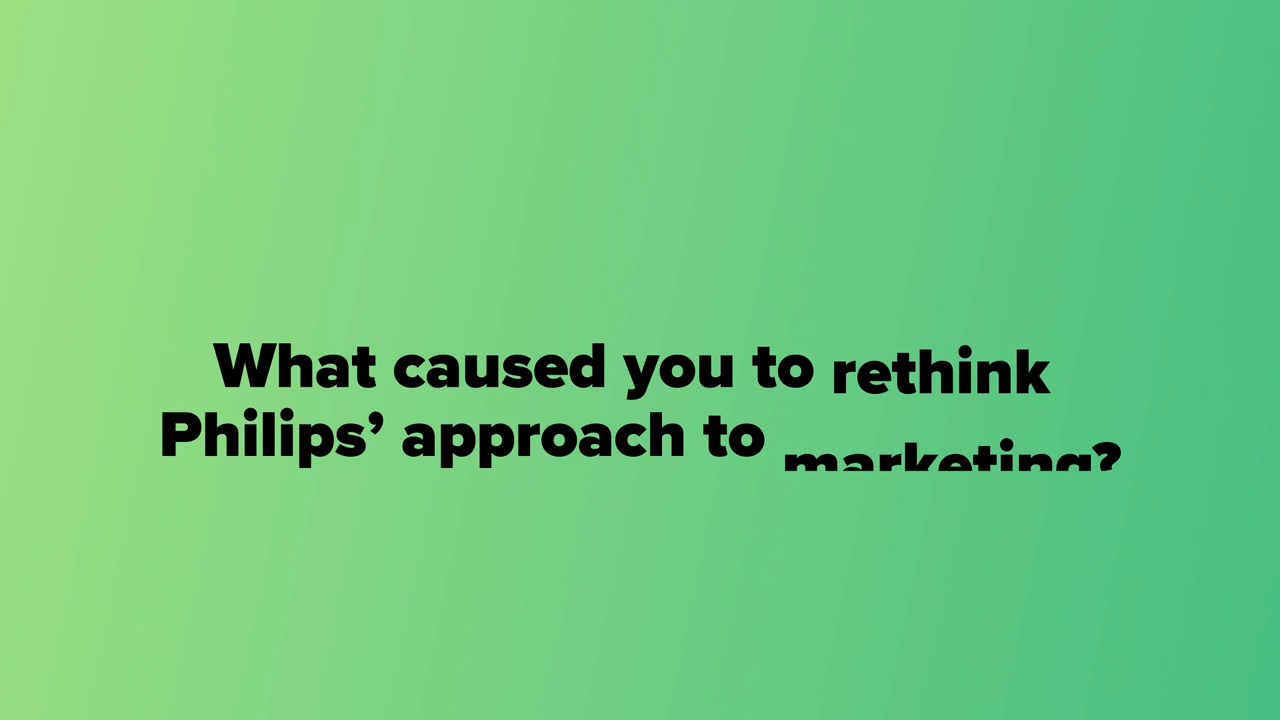 What caused you to rethink
Philips’ approach to marketing?